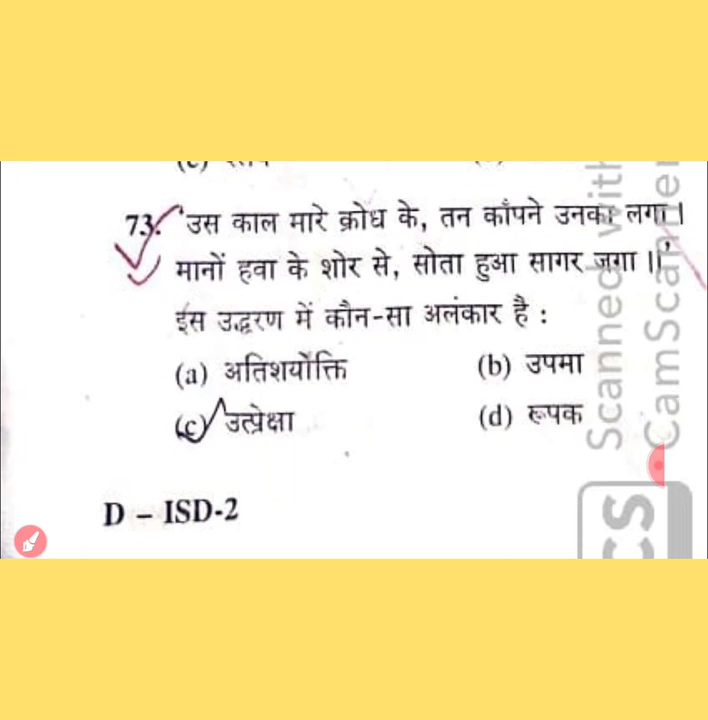 73. 'उस काल मारे क्रोध के, तन काँपने उनका लगा।
मानों हवा के शोर से, सोता हुआ सागर जगा।।'
इस उद्धरण में कौन-सा अलंकार है :
(a) अतिशयोक्ति (b) उपमा
(c) उत्प्रेक्षा (d) रूपक
D – ISD-2
Scanned with
CamScanner
CS